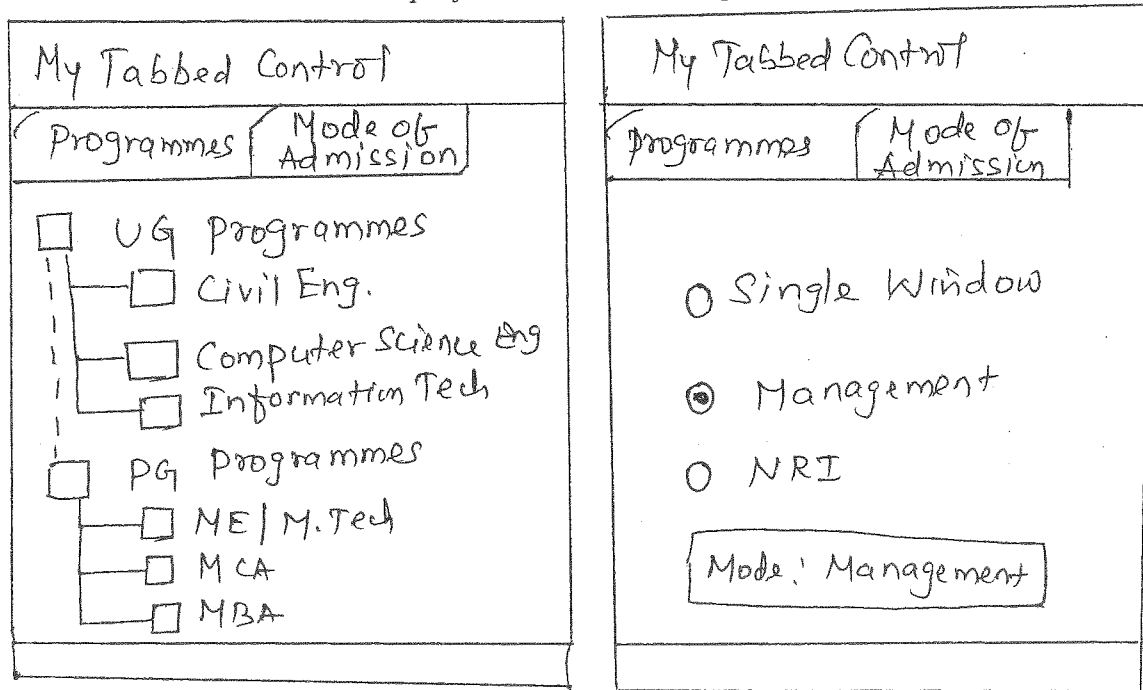 My Tabbed Control
Programmes
Mode of
Admission
UG Programmes
Civil Eng.
Computer Science Eng
Information Tech
PG Programmes
ME/M.Tech
MCA
MBA
My Tabbed Control
Programmes
Mode of
Admission
Single Window
Management
NRI
Mode: Management